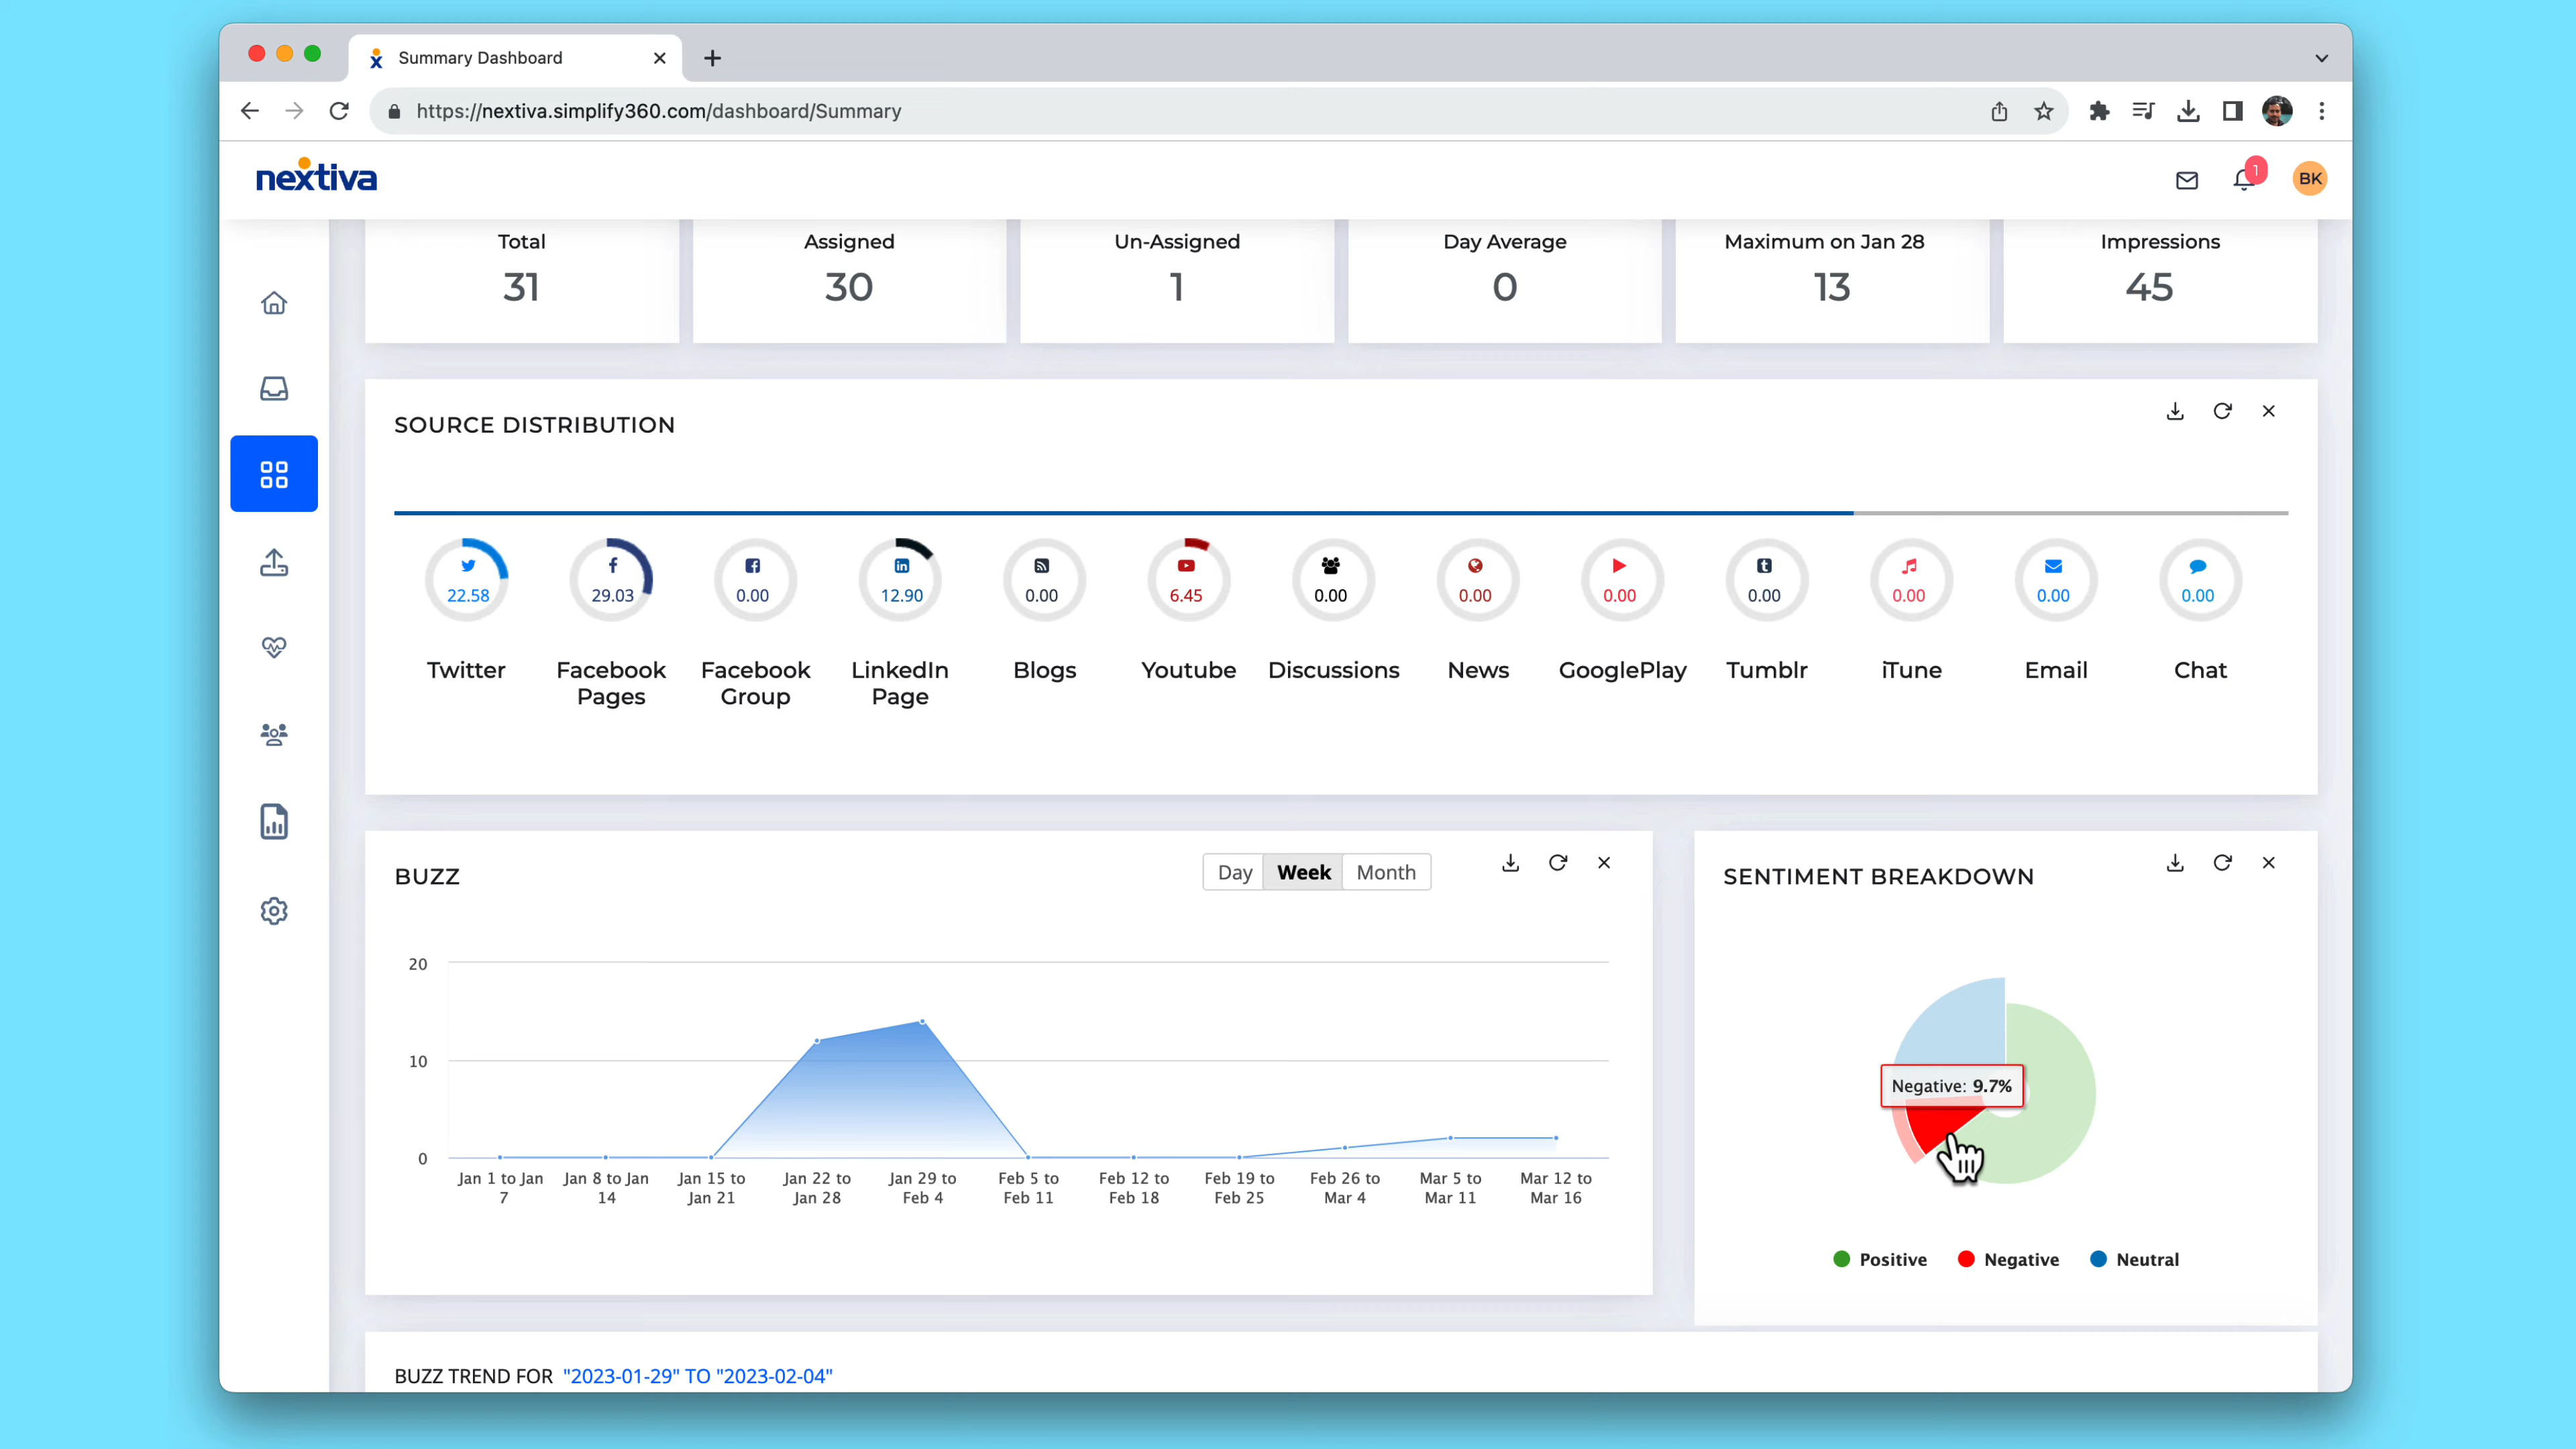 Summary Dashboard
https://nextiva.simplify360.com/dashboard/Summary
nextiva
1
BK
Total
31
Assigned
30
Un-Assigned
1
Day Average
0
Maximum on Jan 28
13
Impressions
45
SOURCE DISTRIBUTION
22.58
Twitter
29.03
Facebook
Pages
0.00
Facebook
Group
12.90
LinkedIn
Page
0.00
Blogs
6.45
Youtube
0.00
Discussions
0.00
News
0.00
GooglePlay
0.00
Tumblr
0.00
iTune
0.00
Email
0.00
Chat
BUZZ
Day Week Month
20
10
0
Jan 1 to Jan
7
Jan 8 to Jan
14
Jan 15 to
Jan 21
Jan 22 to
Jan 28
Jan 29 to
Feb 4
Feb 5 to
Feb 11
Feb 12 to
Feb 18
Feb 19 to
Feb 25
Feb 26 to
Mar 4
Mar 5 to
Mar 11
Mar 12 to
Mar 16
SENTIMENT BREAKDOWN
Negative: 9.7%
Positive Negative Neutral
BUZZ TREND FOR "2023-01-29" TO "2023-02-04"